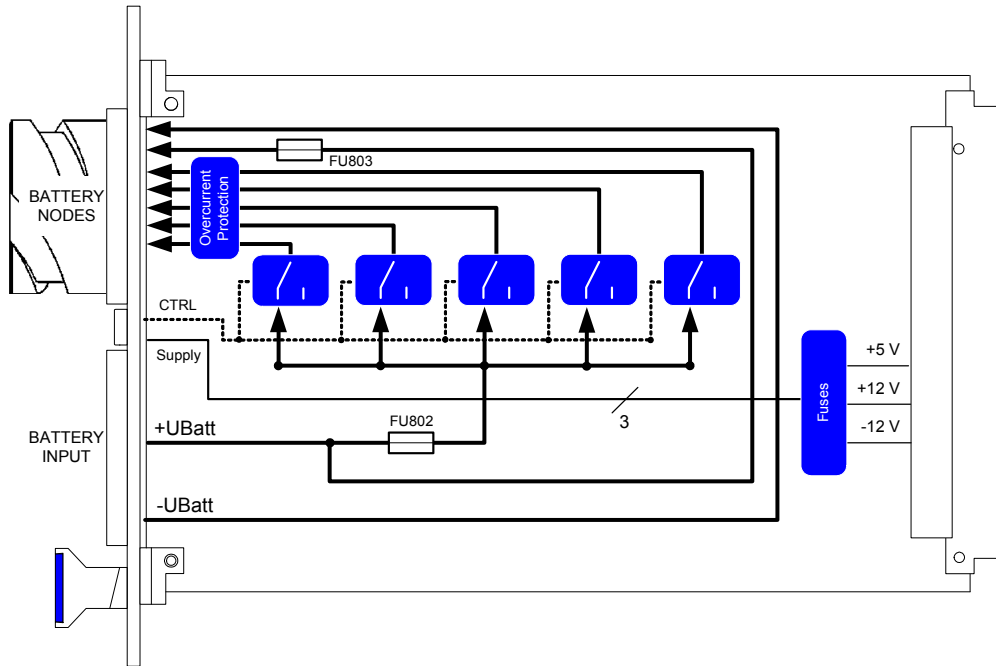 FU803
BATTERY
NODES
Overcurrent
Protection
CTRL
Supply
+5 V
+12 V
-12 V
Fuses
3
FU802
+UBatt
BATTERY
INPUT
-UBatt